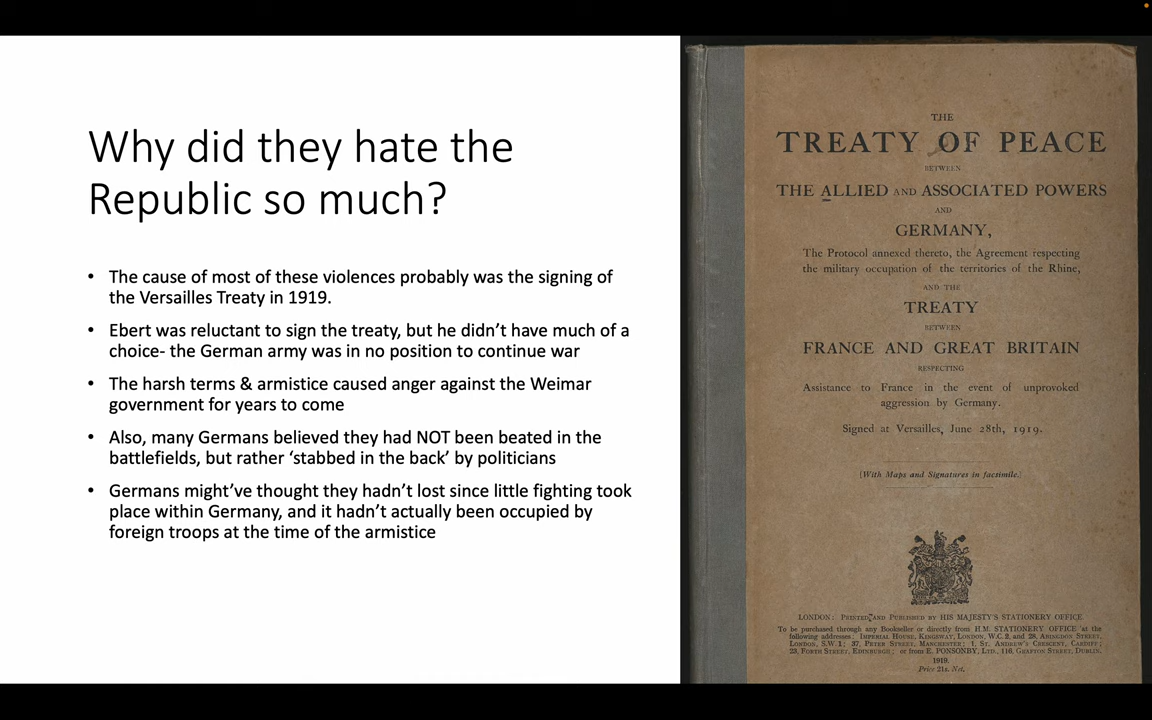 Why did they hate the
Republic so much?
• The cause of most of these violences probably was the signing of
the Versailles Treaty in 1919.
• Ebert was reluctant to sign the treaty, but he didn’t have much of a
choice- the German army was in no position to continue war
• The harsh terms & armistice caused anger against the Weimar
government for years to come
• Also, many Germans believed they had NOT been beated in the
battlefields, but rather ‘stabbed in the back’ by politicians
• Germans might’ve thought they hadn’t lost since little fighting took
place within Germany, and it hadn’t actually been occupied by
foreign troops at the time of the armistice
THE
TREATY OF PEACE
BETWEEN
THE ALLIED AND ASSOCIATED POWERS
AND
GERMANY,
The Protocol annexed thereto, the Agreement respecting
the military occupation of the territories of the Rhine,
AND THE
TREATY
BETWEEN
FRANCE AND GREAT BRITAIN
RESPECTING
Assistance to France in the event of unprovoked
aggression by Germany.
Signed at Versailles, June 28th, 1919.
(With Maps and Signatures in facsimile.)
LONDON: PRINTED AND PUBLISHED BY HIS MAJESTY'S STATIONERY OFFICE
To be purchased through any Bookseller or directly from H.M. STATIONERY OFFICE at the
following addresses: IMPERIAL HOUSE, KINGSWAY, LONDON, W.C. 2, and 28, ABINGDON STREET,
LONDON, S.W. 1; 37, PETER STREET, MANCHESTER; 1, ST. ANDREW'S CRESCENT, CARDIFF;
23, FORTH STREET, EDINBURGH; or from E. PONSONBY, LTD., 116, GRAFTON STREET, DUBLIN.
1919.
Price 21s. Net.